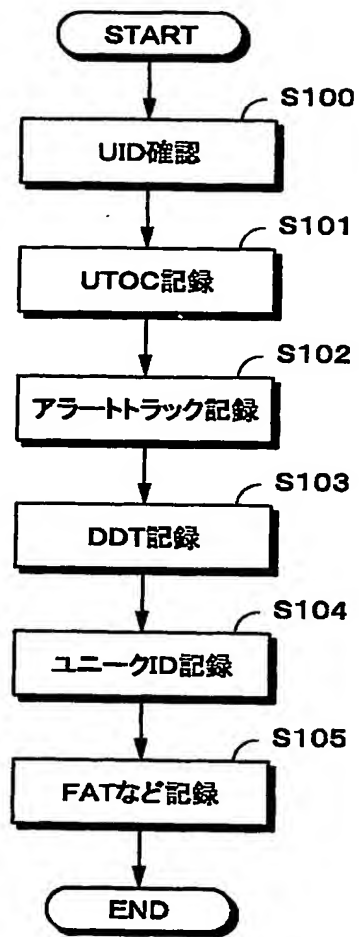 START
S100
UID確認
S101
UTOC記録
S102
アラートトラック記録
S103
DDT記録
S104
ユニークID記録
S105
FATなど記録
END